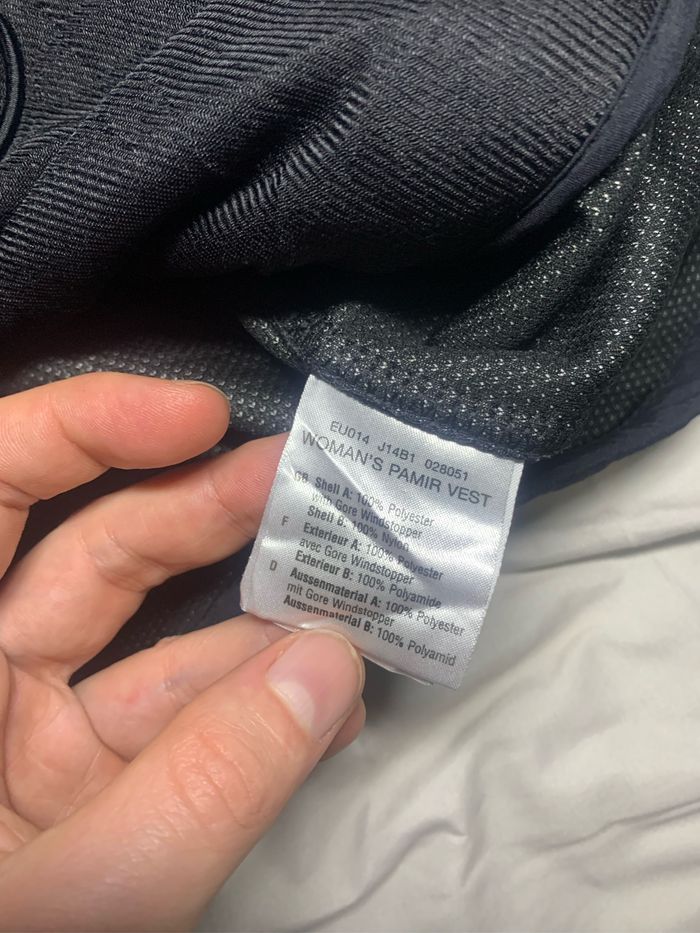 EU014 J14B1 028051
WOMAN'S PAMIR VEST
GB Shell A: 100% Polyester
with Gore Windstopper
Shell B: 100% Nylon
F Exterieur A: 100% Polyester
avec Gore Windstopper
Exterieur B: 100% Polyamide
D Aussenmaterial A: 100% Polyester
mit Gore Windstopper
Aussenmaterial B: 100% Polyamid